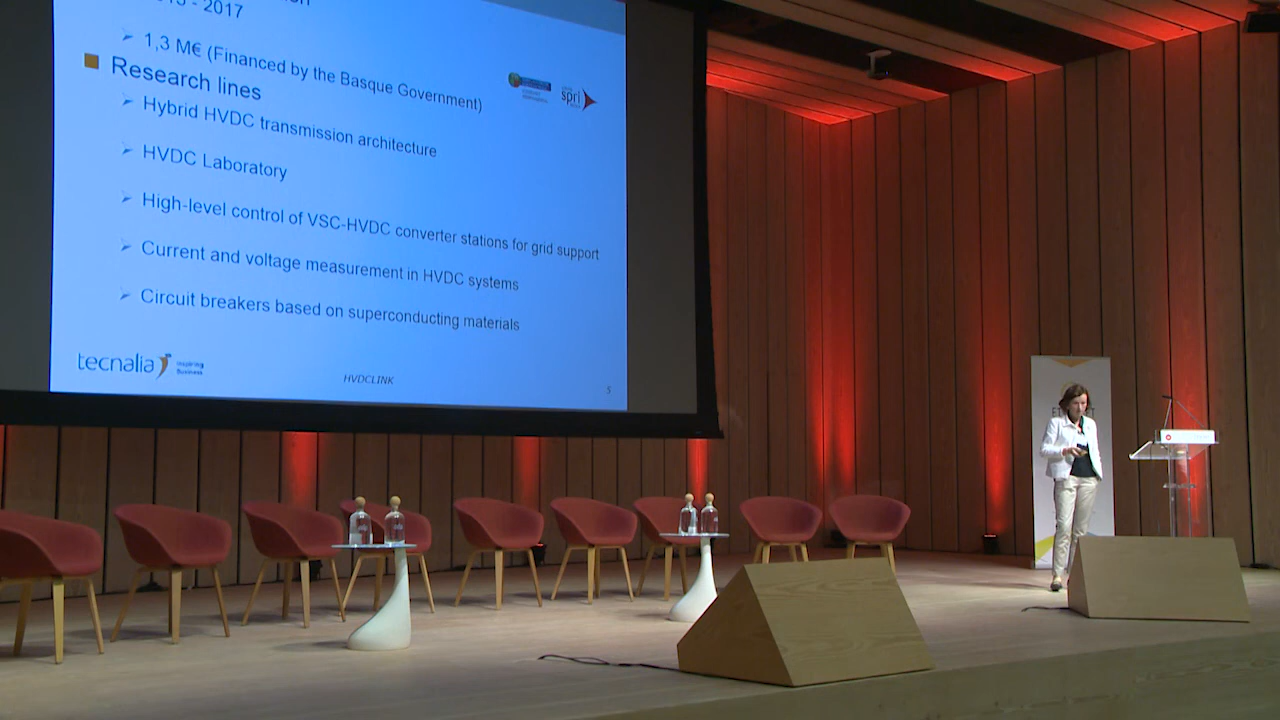 - 2017
1,3 M€ (Financed by the Basque Government)
Research lines
spri
Hybrid HVDC transmission architecture
HVDC Laboratory
High-level control of VSC-HVDC converter stations for grid support
Current and voltage measurement in HVDC systems
Circuit breakers based on superconducting materials
tecnalia Inspiring
Business
HVDCLINK
5